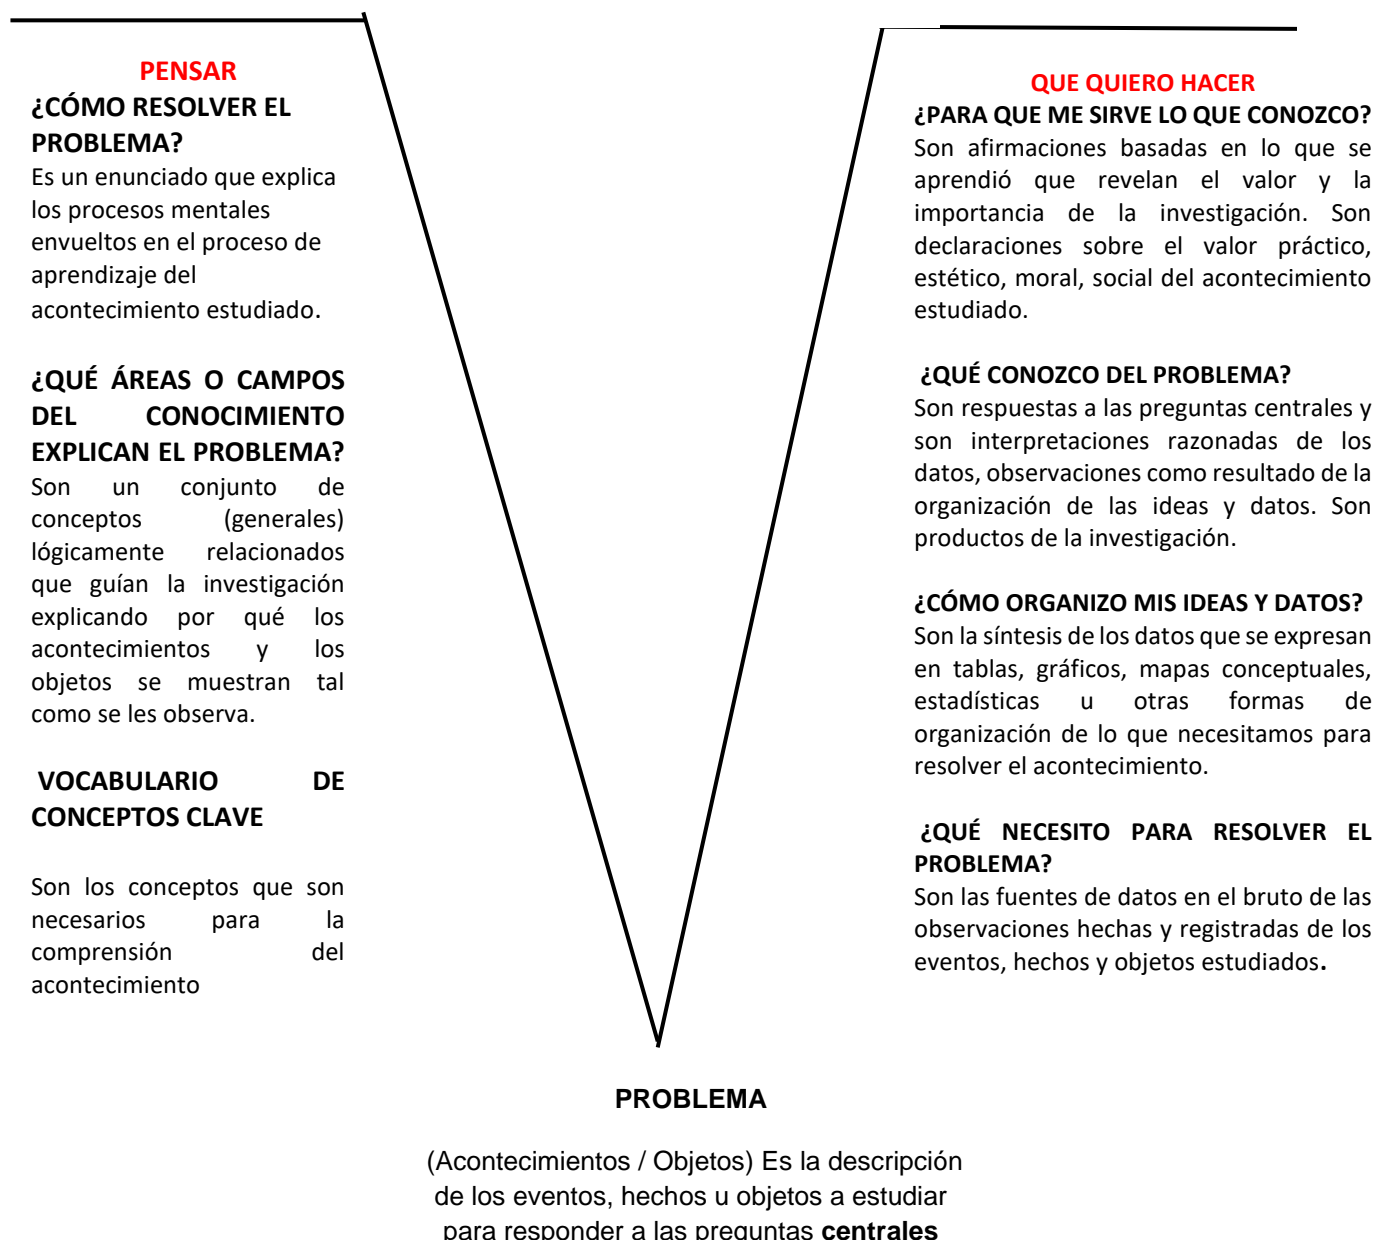 PENSAR
¿CÓMO RESOLVER EL
PROBLEMA?
Es un enunciado que explica
los procesos mentales
envueltos en el proceso de
aprendizaje del
acontecimiento estudiado.
¿QUÉ ÁREAS O CAMPOS
DEL CONOCIMIENTO
EXPLICAN EL PROBLEMA?
Son un conjunto de
conceptos (generales)
lógicamente relacionados
que guían la investigación
explicando por qué los
acontecimientos y los
objetos se muestran tal
como se les observa.
VOCABULARIO DE
CONCEPTOS CLAVE
Son los conceptos que son
necesarios para la
comprensión del
acontecimiento
QUE QUIERO HACER
¿PARA QUE ME SIRVE LO QUE CONOZCO?
Son afirmaciones basadas en lo que se
aprendió que revelan el valor y la
importancia de la investigación. Son
declaraciones sobre el valor práctico,
estético, moral, social del acontecimiento
estudiado.
¿QUÉ CONOZCO DEL PROBLEMA?
Son respuestas a las preguntas centrales y
son interpretaciones razonadas de los
datos, observaciones como resultado de la
organización de las ideas y datos. Son
productos de la investigación.
¿CÓMO ORGANIZO MIS IDEAS Y DATOS?
Son la síntesis de los datos que se expresan
en tablas, gráficos, mapas conceptuales,
estadísticas u otras formas de
organización de lo que necesitamos para
resolver el acontecimiento.
¿QUÉ NECESITO PARA RESOLVER EL
PROBLEMA?
Son las fuentes de datos en el bruto de las
observaciones hechas y registradas de los
eventos, hechos y objetos estudiados.
PROBLEMA
(Acontecimientos / Objetos) Es la descripción
de los eventos, hechos u objetos a estudiar
para responder a las preguntas centrales